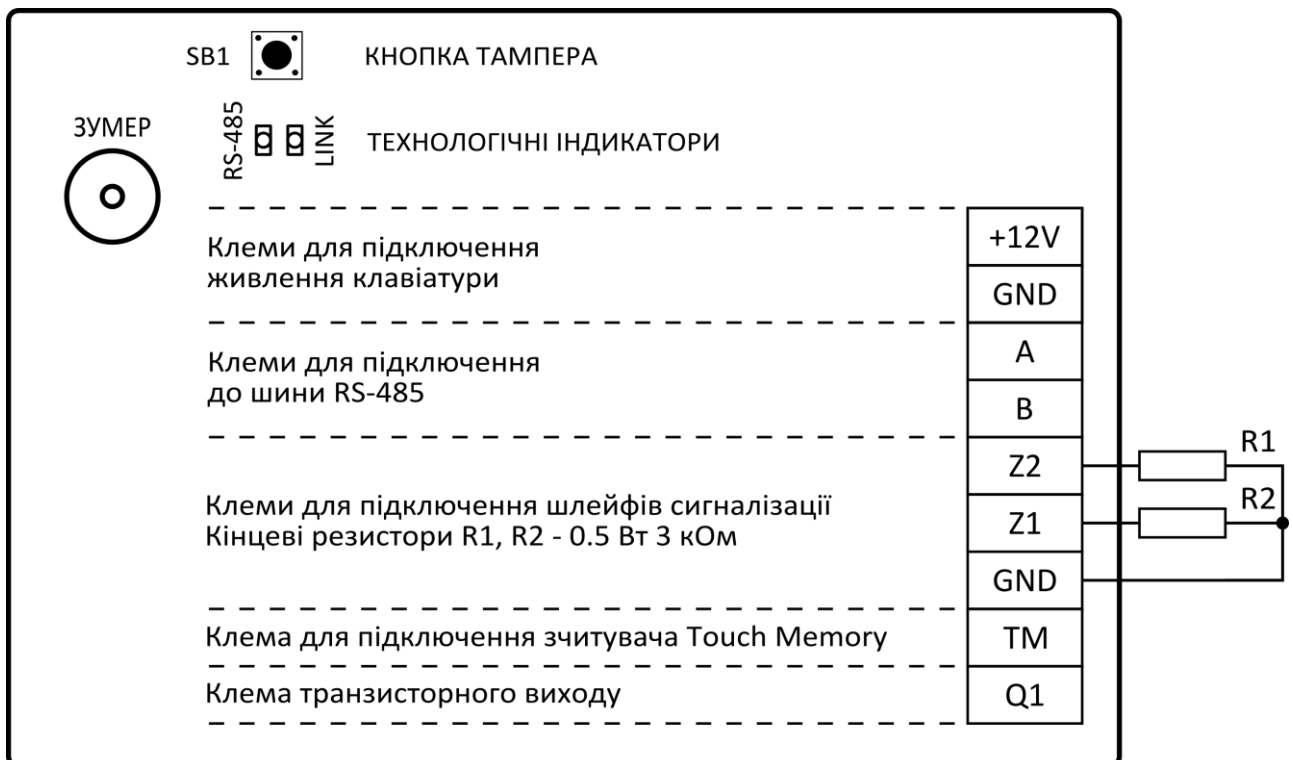 SB1
КНОПКА ТАМПЕРА
ЗУМЕР
RS-485
LINK
ТЕХНОЛОГІЧНІ ІНДИКАТОРИ
Клеми для підключення
живлення клавіатури
+12V
GND
Клеми для підключення
до шини RS-485
A
B
Клеми для підключення шлейфів сигналізації
Кінцеві резистори R1, R2 - 0.5 Вт 3 кОм
Z2
R1
Z1
R2
GND
Клема для підключення зчитувача Touch Memory
TM
Клема транзисторного виходу
Q1